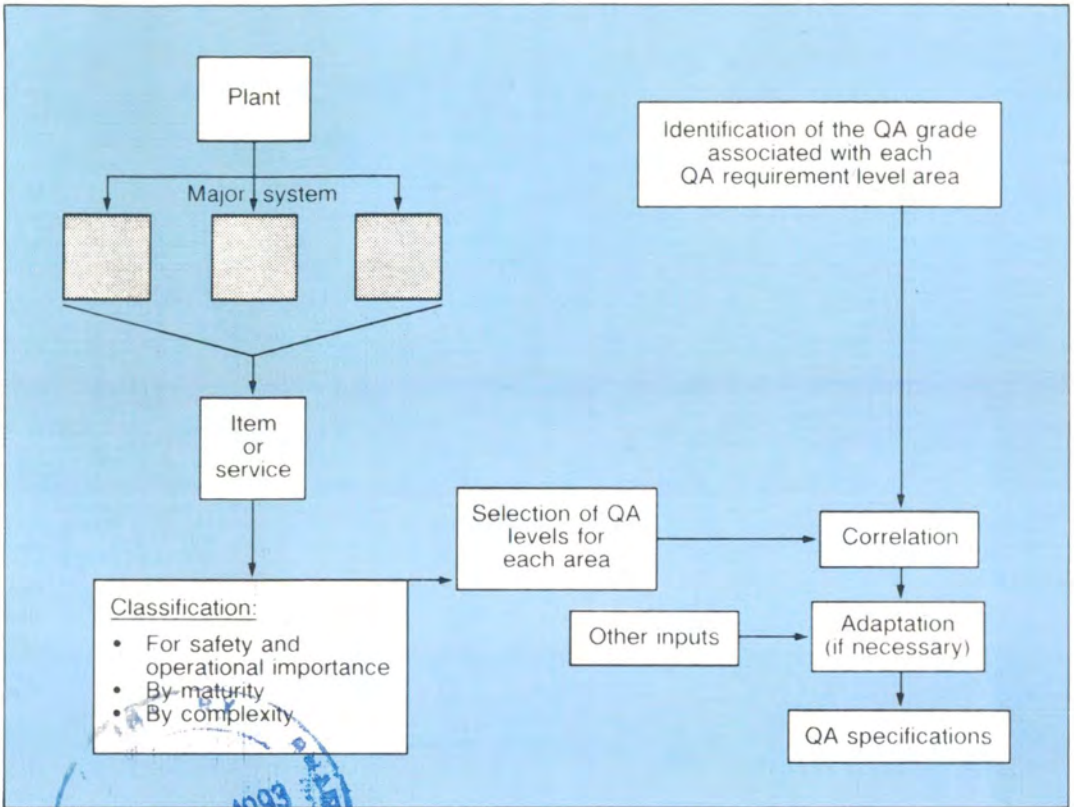 Plant
Major system
Item
or
service
Classification:
• For safety and
operational importance
• By maturity
• By complexity
Selection of QA
levels for
each area
Identification of the QA grade
associated with each
QA requirement level area
Correlation
Other inputs
Adaptation
(if necessary)
QA specifications
1993